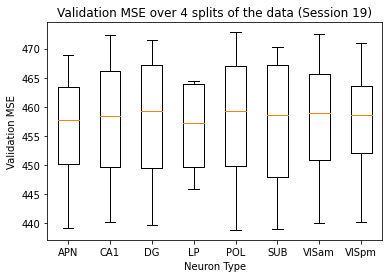 Validation MSE over 4 splits of the data (Session 19)
Validation MSE
470
465
460
455
450
445
440
APN CA1 DG LP POL SUB VISam VISpm
Neuron Type